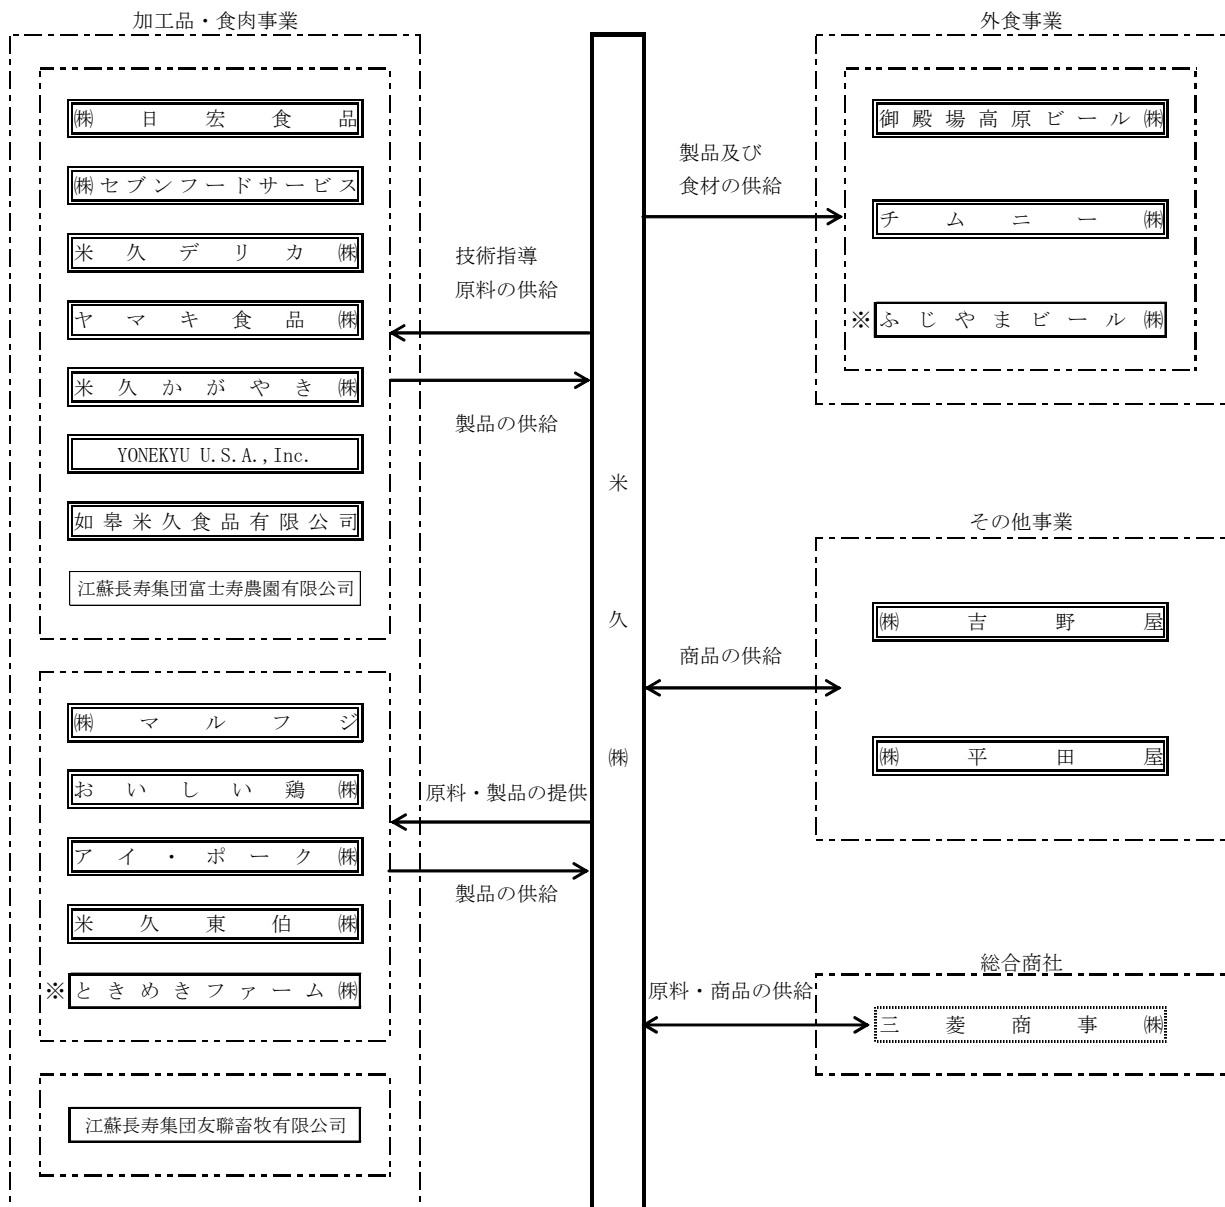 加工品・食肉事業
㈱日宏食品
㈱セブンフードサービス
米久デリカ㈱
ヤマキ食品㈱
米久かがやき㈱
YONEKYU U.S.A.,Inc.
如皋米久食品有限公司
江蘇長寿集団富士寿農園有限公司
㈱マルフジ
おいしい鶏㈱
アイ・ポーク㈱
米久東伯㈱
※ときめきファーム㈱
江蘇長寿集団友聯畜牧有限公司
技術指導
原料の供給
製品の供給
原料・製品の提供
製品の供給
米久㈱
製品及び
食材の供給
商品の供給
原料・商品の供給
外食事業
御殿場高原ビール㈱
チムニー㈱
※ふじやまビール㈱
その他事業
㈱吉野屋
㈱平田屋
総合商社
三菱商事㈱